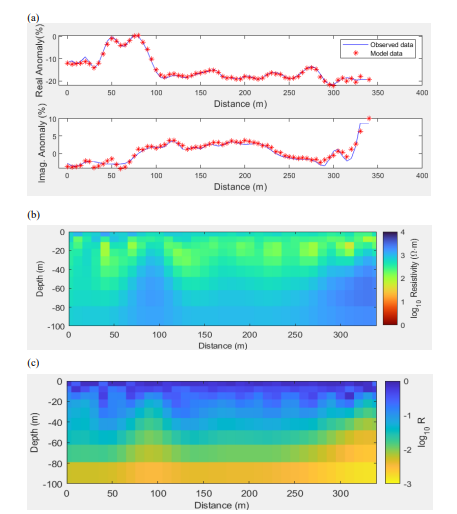 (a)
Real Anomaly(%)
0
-10
-20
0 50 100 150 200 250 300 350 400
Distance (m)
Observed data
Model data
Imag. Anomaly (%)
10
5
0
0 50 100 150 200 250 300 350 400
Distance (m)
(b)
Depth (m)
0
-20
-40
-60
-80
-100
0 50 100 150 200 250 300
Distance (m)
4
3
2
1
0
log10 Resistivity (Ω·m)
(c)
Depth (m)
0
-20
-40
-60
-80
-100
0 50 100 150 200 250 300
Distance (m)
0
-1
-2
-3
log10 R